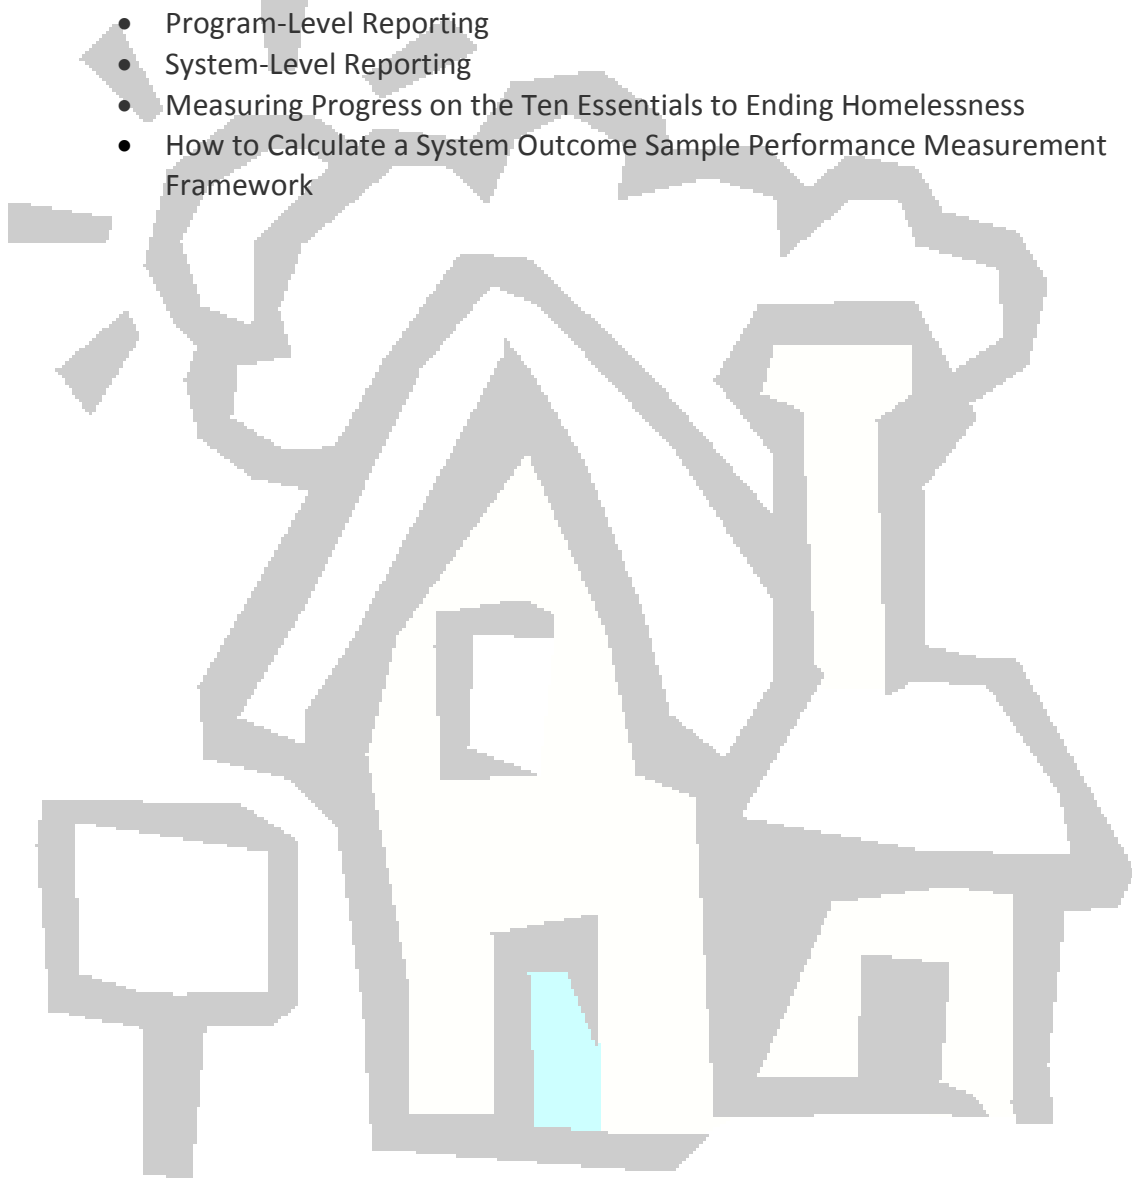 • Program-Level Reporting
• System-Level Reporting
• Measuring Progress on the Ten Essentials to Ending Homelessness
• How to Calculate a System Outcome Sample Performance Measurement
Framework